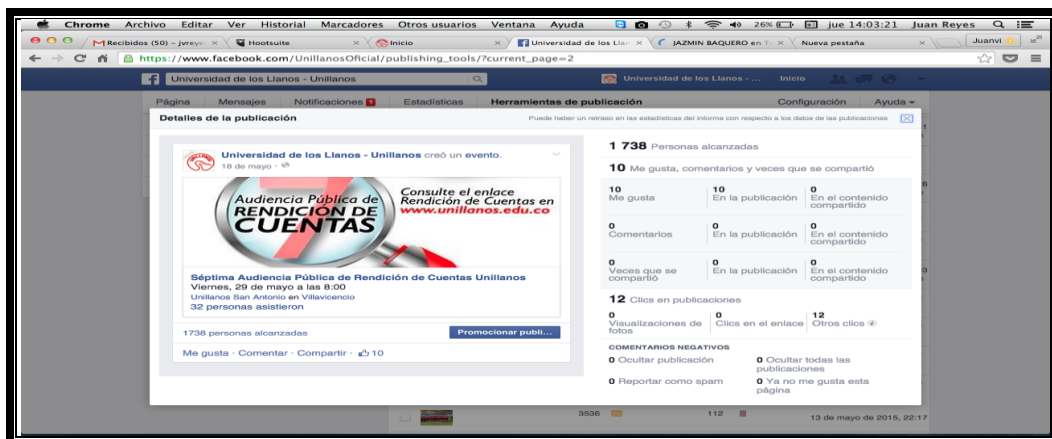 Chrome Archivo Editar Ver Historial Marcadores Otros usuarios Ventana Ayuda 26% jue 14:03:21 Juan Reyes
Recibidos (50) - jvreye Hootsuite Inicio Universidad de los Llan JAZMIN BAQUERO en T Nueva pestaña Juanvi
https://www.facebook.com/UnillanosOficial/publishing_tools/?current_page=2
Universidad de los Llanos - Unillanos Universidad de los Llanos - ... Inicio
Página Mensajes Notificaciones 1 Estadísticas Herramientas de publicación Configuración Ayuda
Detalles de la publicación Puede haber un retraso en las estadísticas del informe con respecto a los datos de las publicaciones
Universidad de los Llanos - Unillanos creó un evento.
18 de mayo ·
7
Audiencia Pública de
RENDICIÓN DE
CUENTAS
Consulte el enlace
Rendición de Cuentas en
www.unillanos.edu.co
Séptima Audiencia Pública de Rendición de Cuentas Unillanos
Viernes, 29 de mayo a las 8:00
Unillanos San Antonio en Villavicencio
32 personas asistieron
1738 personas alcanzadas Promocionar publi...
Me gusta · Comentar · Compartir · 10
1 738 Personas alcanzadas
10 Me gusta, comentarios y veces que se compartió
10 10 0
Me gusta En la publicación En el contenido
compartido
0 0 0
Comentarios En la publicación En el contenido
compartido
0 0 0
Veces que se En la publicación En el contenido
compartió compartido
12 Clics en publicaciones
0 0 12
Visualizaciones de Clics en el enlace Otros clics
fotos
COMENTARIOS NEGATIVOS
0 Ocultar publicación 0 Ocultar todas las
publicaciones
0 Reportar como spam 0 Ya no me gusta esta
página
3536 112 13 de mayo de 2015, 22:17